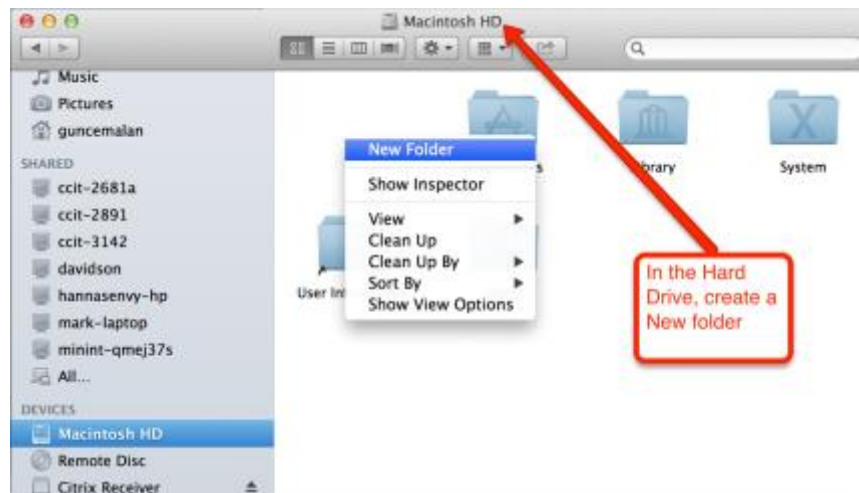 Macintosh HD
Music
Pictures
guncemalan
SHARED
ccit-2681a
ccit-2891
ccit-3142
davidson
hannasenvy-hp
mark-laptop
minint-qmej37s
All...
DEVICES
Macintosh HD
Remote Disc
Citrix Receiver
System
User
New Folder
Show Inspector
View
Clean Up
Clean Up By
Sort By
Show View Options
In the Hard
Drive, create a
New folder